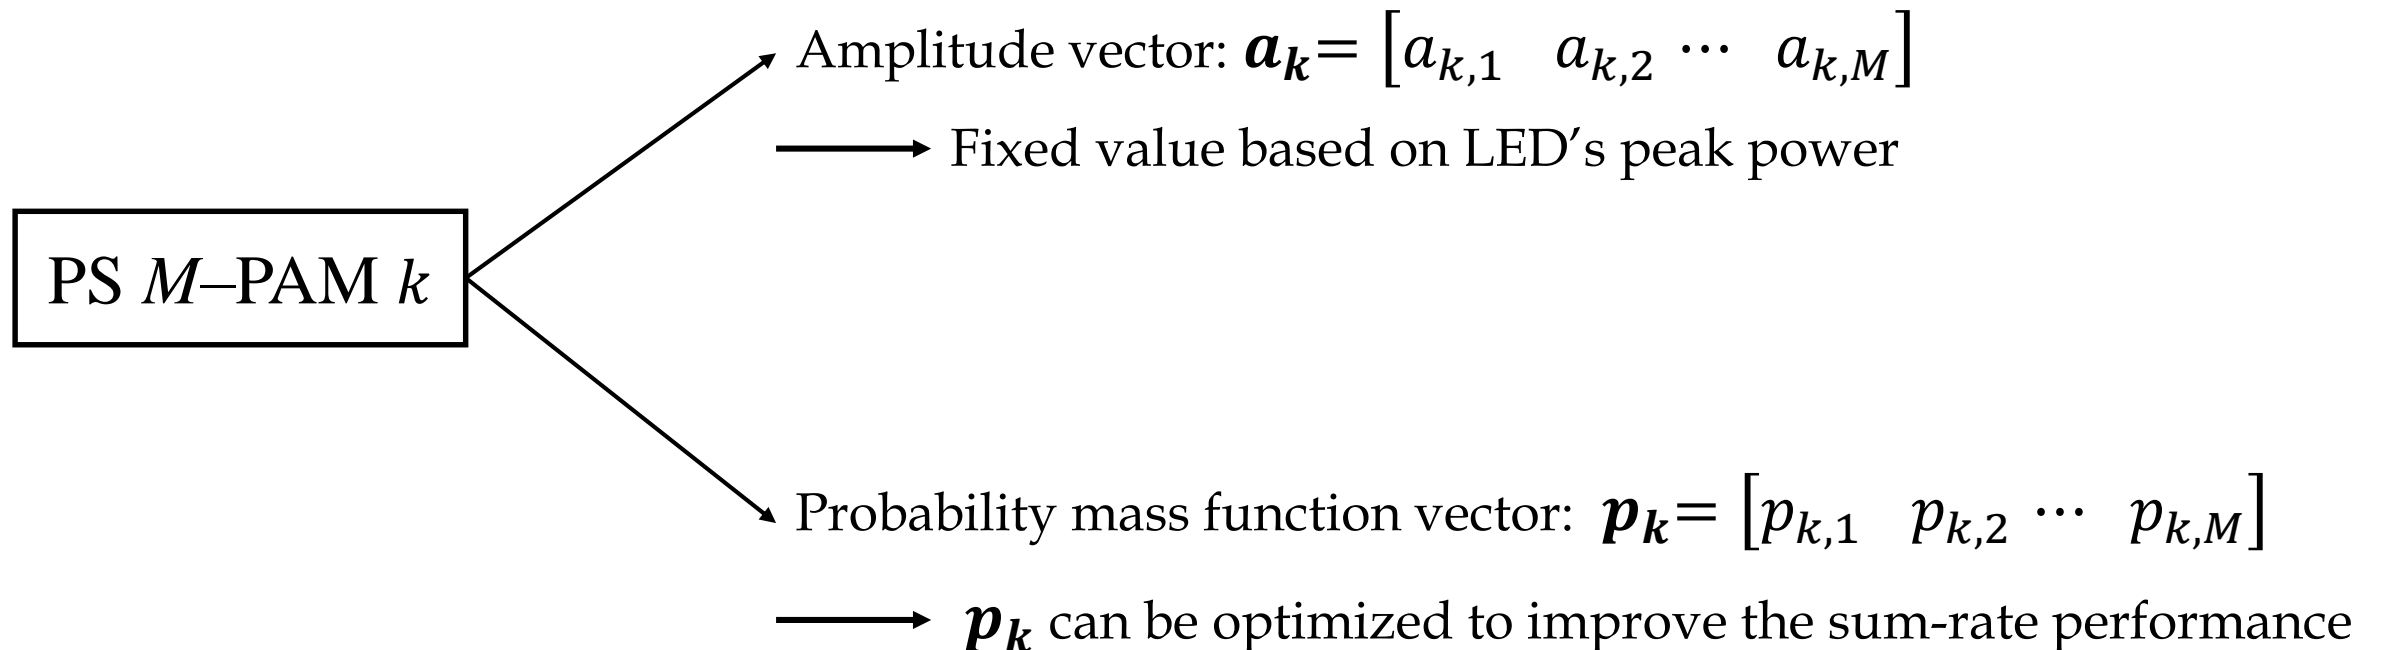 Amplitude vector: a_k = [a_{k,1} a_{k,2} ⋯ a_{k,M}]
Fixed value based on LED’s peak power
PS M–PAM k
Probability mass function vector: p_k = [p_{k,1} p_{k,2} ⋯ p_{k,M}]
p_k can be optimized to improve the sum-rate performance